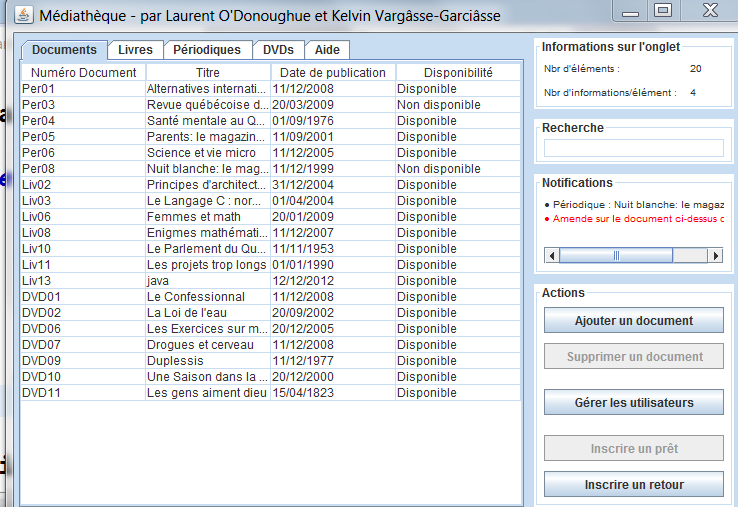 Médiathèque - par Laurent O'Donoughue et Kelvin Vargâsse-Garciâsse
Documents Livres Périodiques DVDs Aide
Numéro Document Titre Date de publication Disponibilité
Per01 Alternatives internati... 11/12/2008 Disponible
Per03 Revue québécoise d... 20/03/2009 Non disponible
Per04 Santé mentale au Q... 01/09/1976 Disponible
Per05 Parents: le magazin... 11/09/2001 Disponible
Per06 Science et vie micro 11/12/2005 Disponible
Per08 Nuit blanche: le mag... 11/12/1999 Non disponible
Liv02 Principes d'architect... 31/12/2004 Disponible
Liv03 Le Langage C : nor... 01/04/2004 Disponible
Liv06 Femmes et math 20/01/2009 Disponible
Liv08 Enigmes mathémati... 11/12/2007 Disponible
Liv10 Le Parlement du Qu... 11/11/1953 Disponible
Liv11 Les projets trop longs 01/01/1990 Disponible
Liv13 java 12/12/2012 Disponible
DVD01 Le Confessionnal 11/12/2008 Disponible
DVD02 La Loi de l'eau 20/09/2002 Disponible
DVD06 Les Exercices sur m... 20/12/2005 Disponible
DVD07 Drogues et cerveau 11/12/2008 Disponible
DVD09 Duplessis 11/12/1977 Disponible
DVD10 Une Saison dans la ... 20/12/2000 Disponible
DVD11 Les gens aiment dieu 15/04/1823 Disponible
Informations sur l'onglet
Nbr d'éléments : 20
Nbr d'informations/élément : 4
Recherche
Notifications
● Périodique : Nuit blanche: le magaz
● Amende sur le document ci-dessus
Actions
Ajouter un document
Supprimer un document
Gérer les utilisateurs
Inscrire un prêt
Inscrire un retour